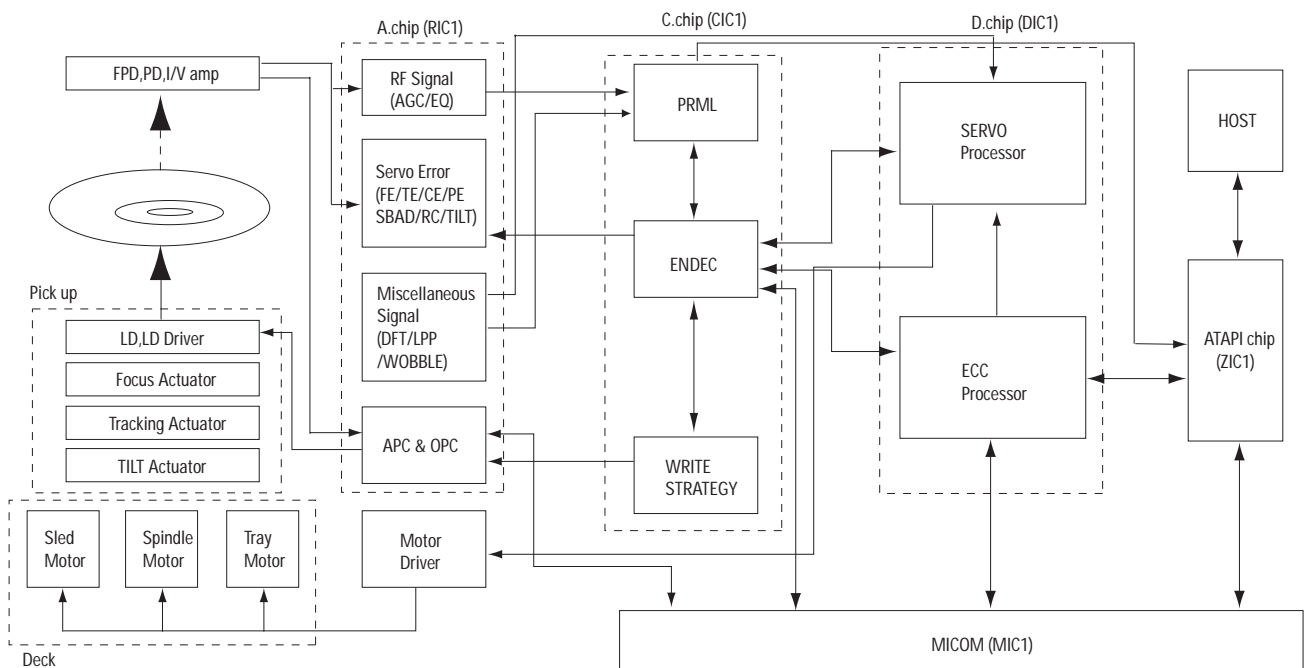 A.chip (RIC1)
C.chip (CIC1)
D.chip (DIC1)
FPD,PD,I/V amp
RF Signal
(AGC/EQ)
PRML
SERVO
Processor
HOST
Servo Error
(FE/TE/CE/PE
SBAD/RC/TILT)
ENDEC
Miscellaneous
Signal
(DFT/LPP
/WOBBLE)
Pick up
LD,LD Driver
Focus Actuator
Tracking Actuator
TILT Actuator
ECC
Processor
ATAPI chip
(ZIC1)
APC & OPC
WRITE
STRATEGY
Sled
Motor
Spindle
Motor
Tray
Motor
Motor
Driver
Deck
MICOM (MIC1)